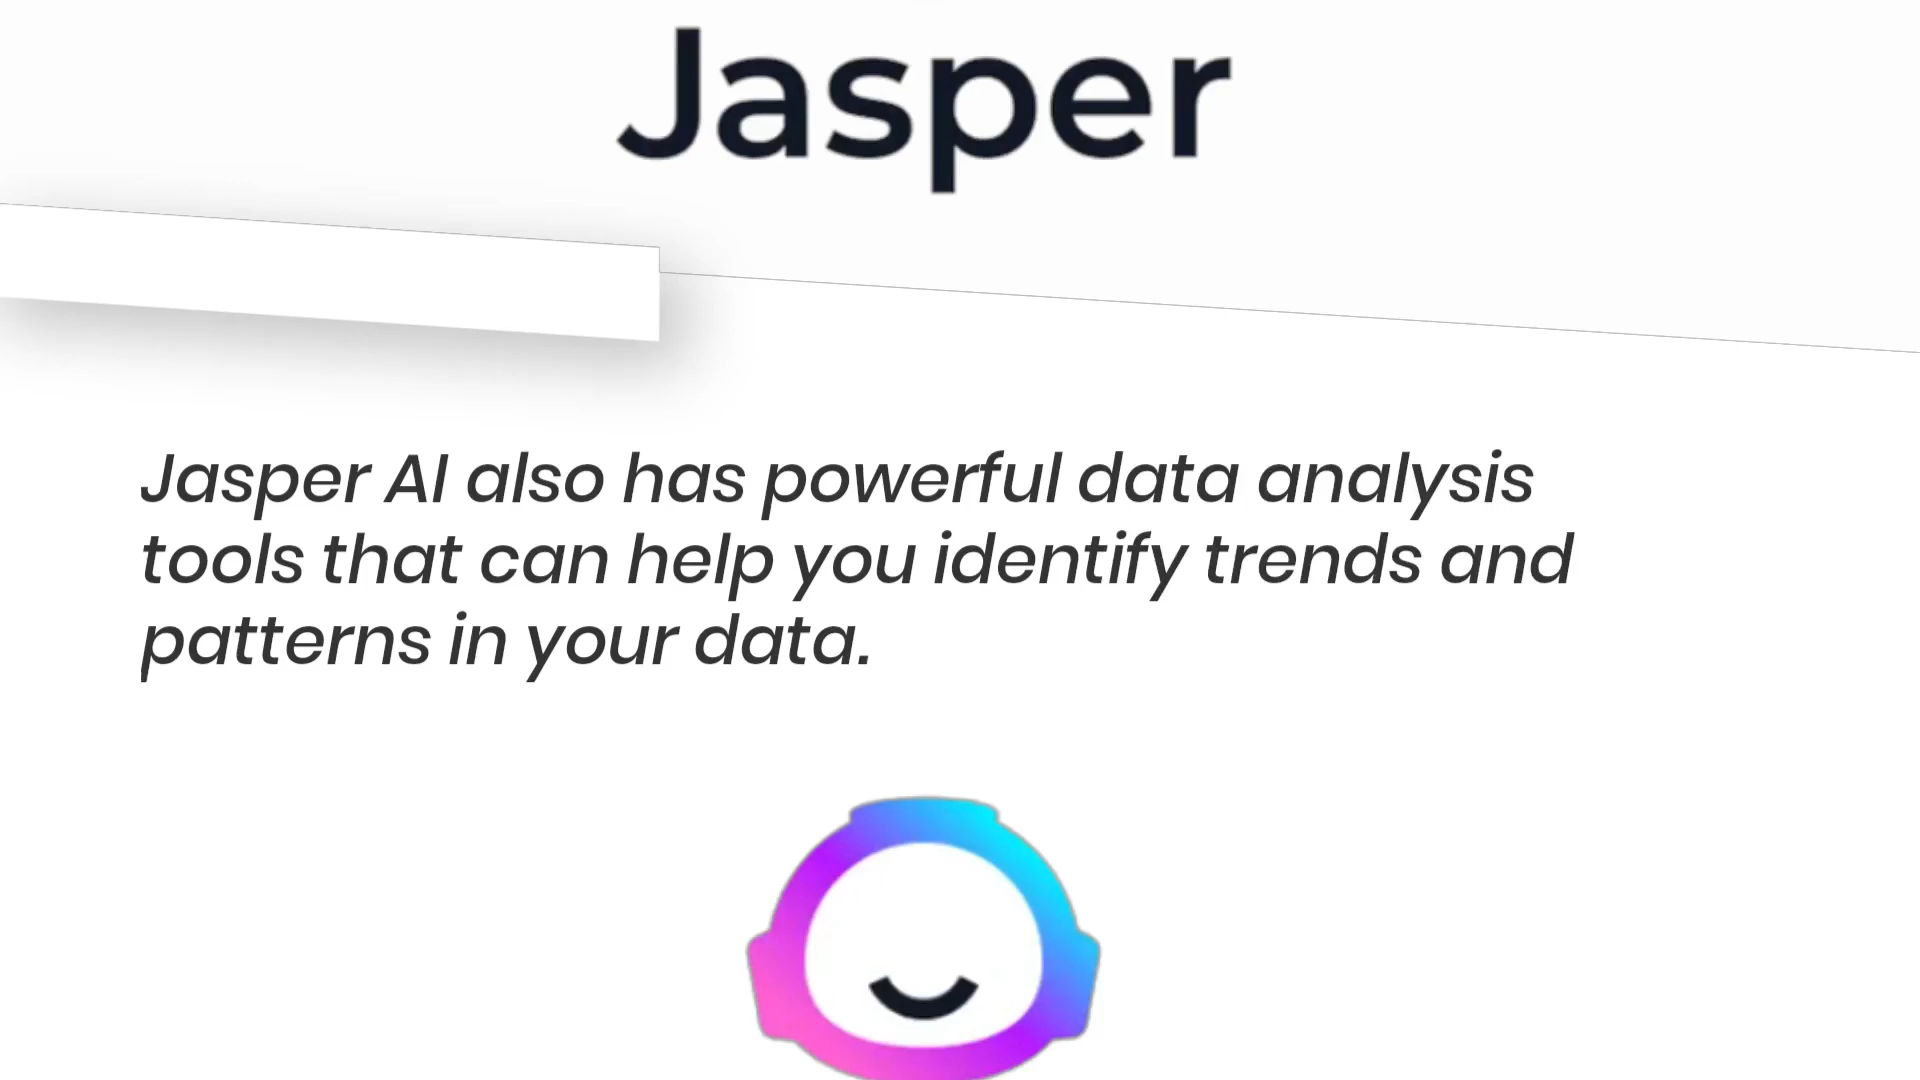 Jasper
Jasper AI also has powerful data analysis
tools that can help you identify trends and
patterns in your data.